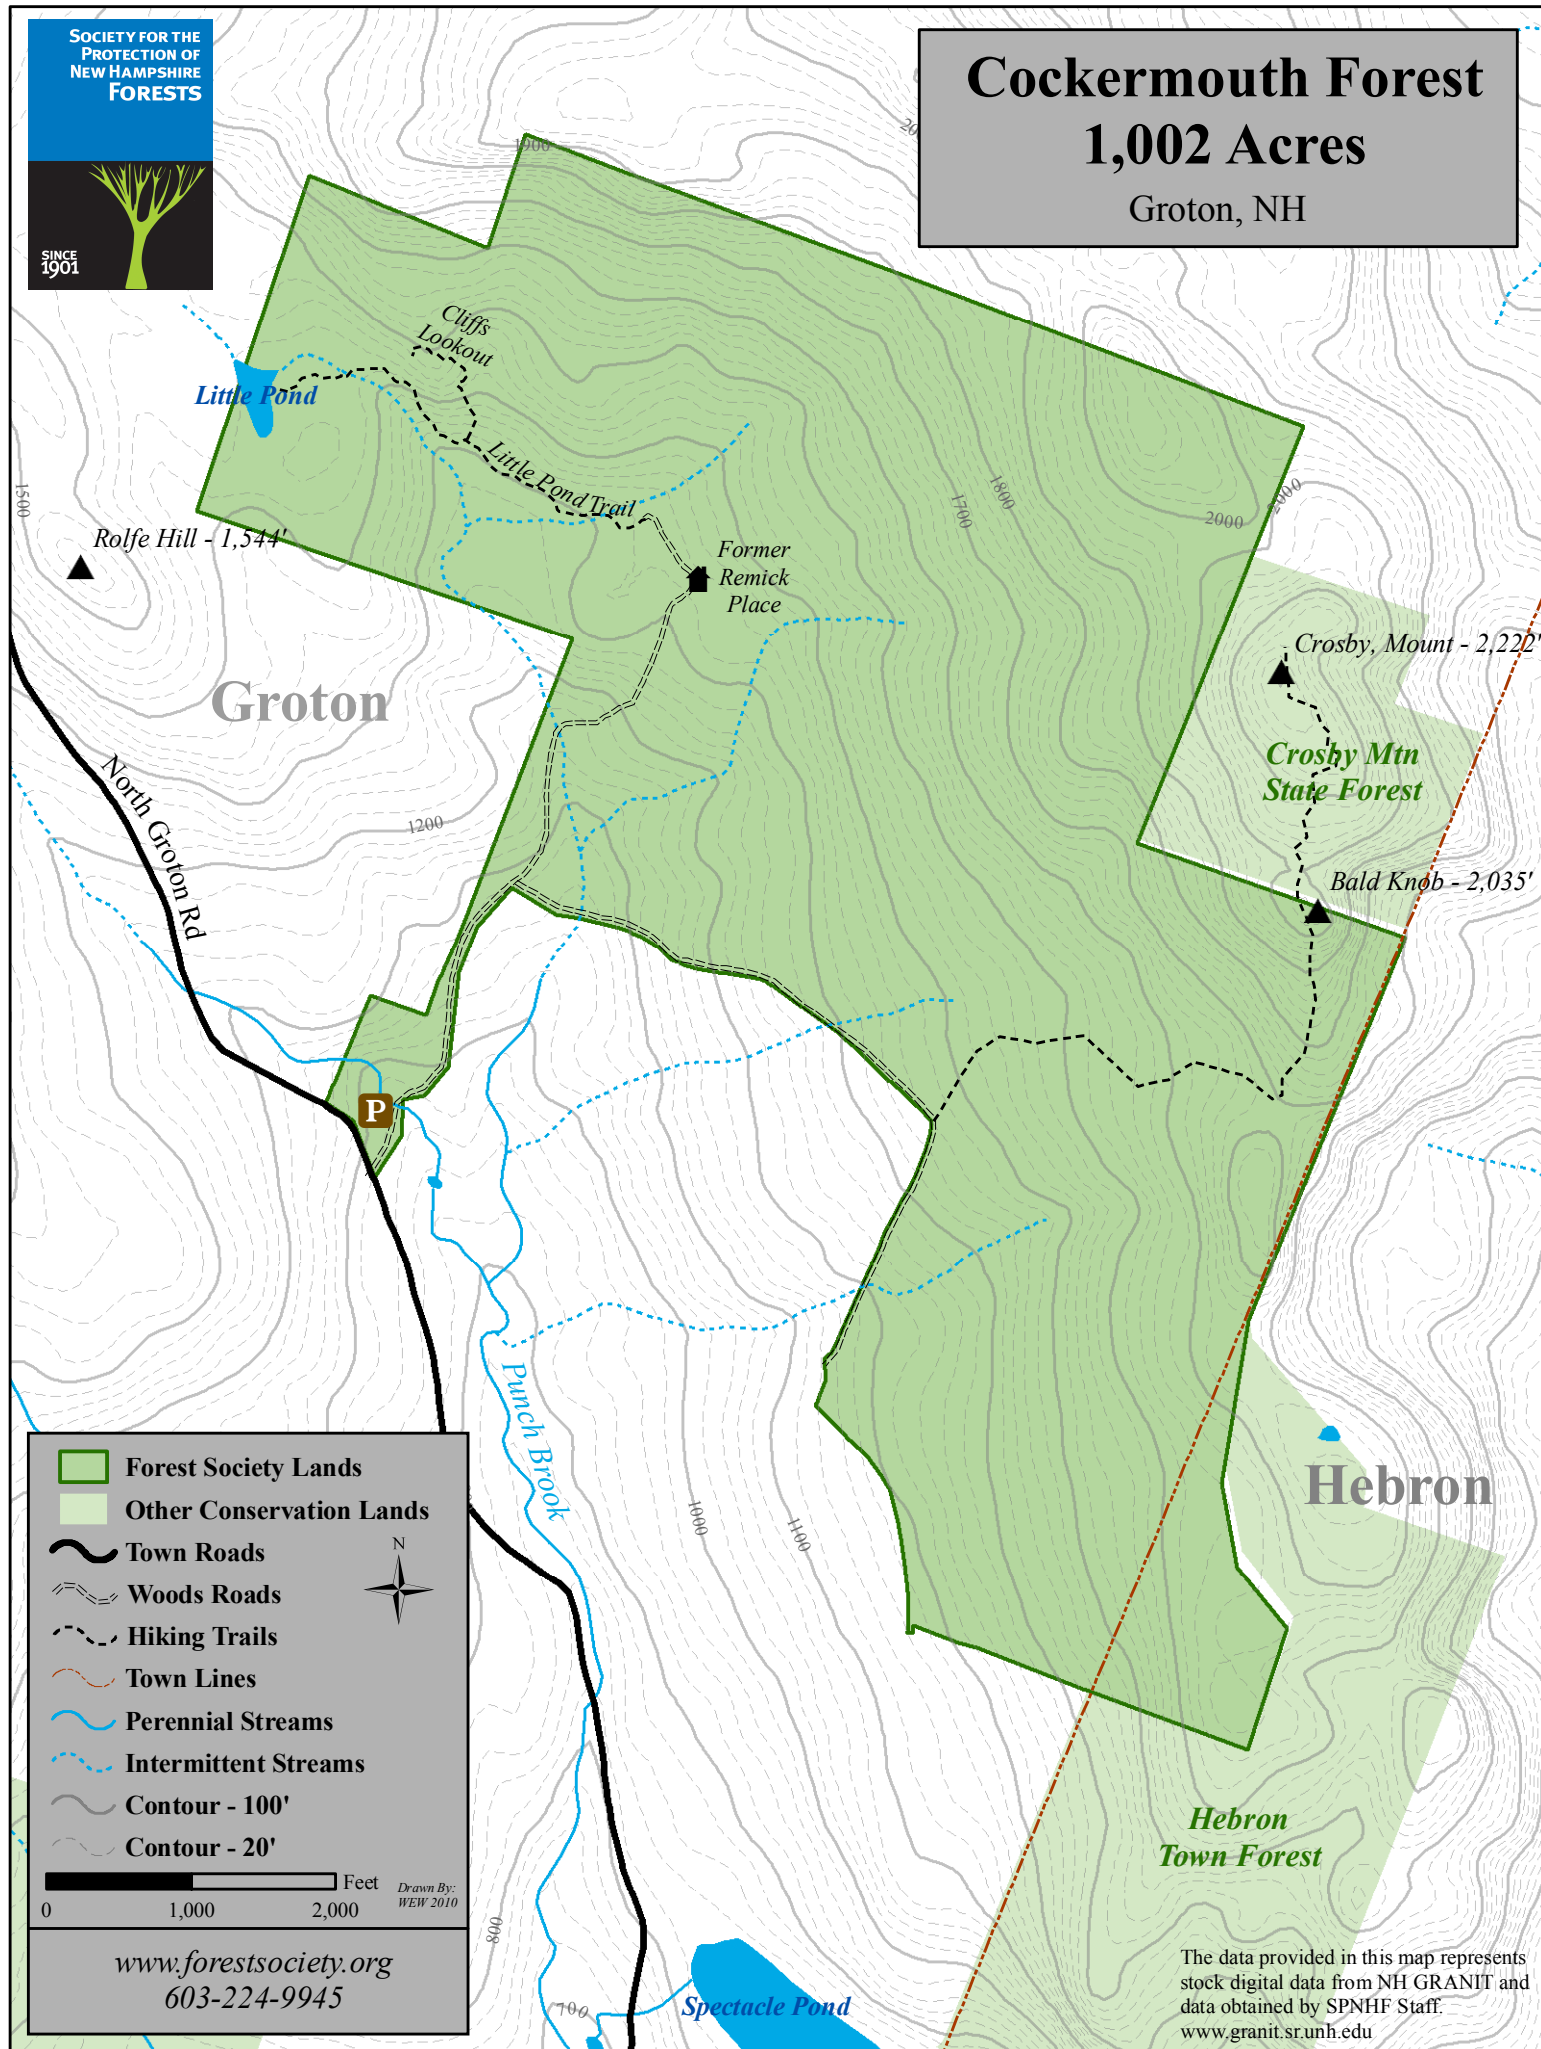 SOCIETY FOR THE
PROTECTION OF
NEW HAMPSHIRE
FORESTS
SINCE
1901
Cockermouth Forest
1,002 Acres
Groton, NH
1900
Cliffs
Lookout
Little Pond
Little Pond Trail
1500
1700
1800
2000
2000
Rolfe Hill - 1,544'
Former
Remick
Place
Crosby, Mount - 2,222'
Groton
Crosby Mtn
State Forest
North Groton Rd
1200
Bald Knob - 2,035'
P
Punch Brook
Hebron
1000
1100
Forest Society Lands
Other Conservation Lands
Town Roads
N
Woods Roads
Hiking Trails
Town Lines
Perennial Streams
Intermittent Streams
Contour - 100'
Contour - 20'
Feet
0 1,000 2,000
Drawn By:
WEW 2010
www.forestsociety.org
603-224-9945
Hebron
Town Forest
800
700
Spectacle Pond
The data provided in this map represents
stock digital data from NH GRANIT and
data obtained by SPNHF Staff.
www.granit.sr.unh.edu